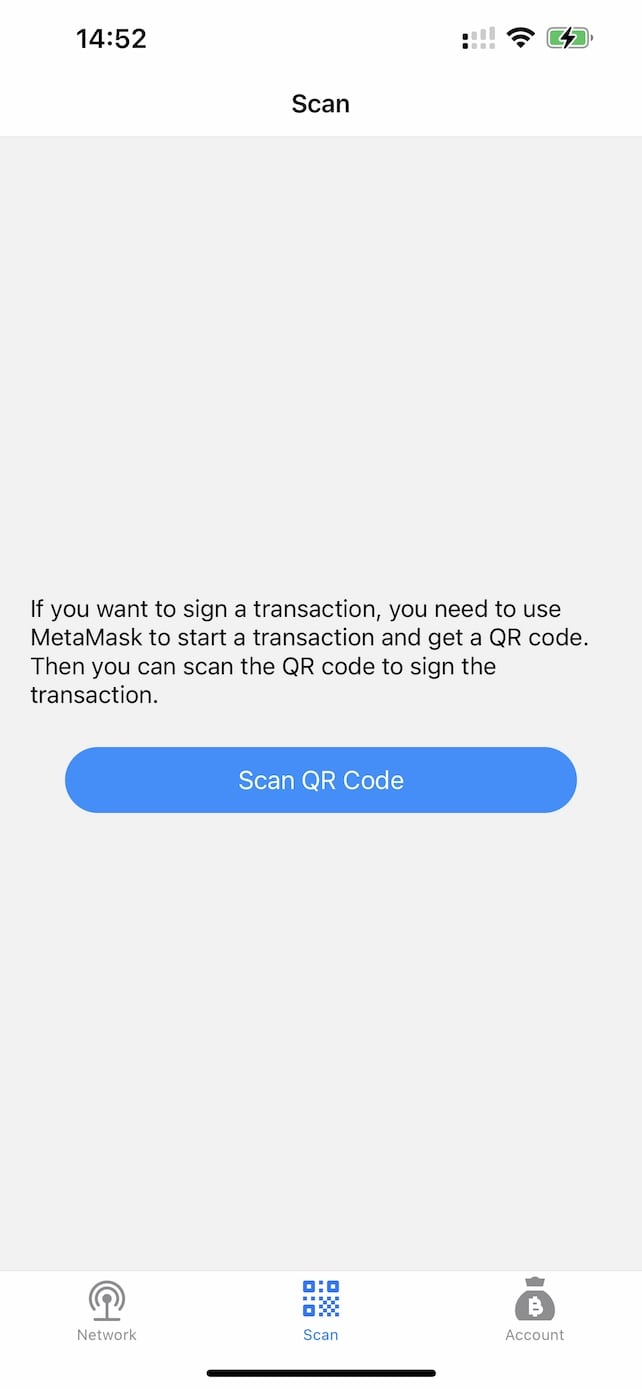 14:52
Scan
If you want to sign a transaction, you need to use
MetaMask to start a transaction and get a QR code.
Then you can scan the QR code to sign the
transaction.
Scan QR Code
Network
Scan
Account